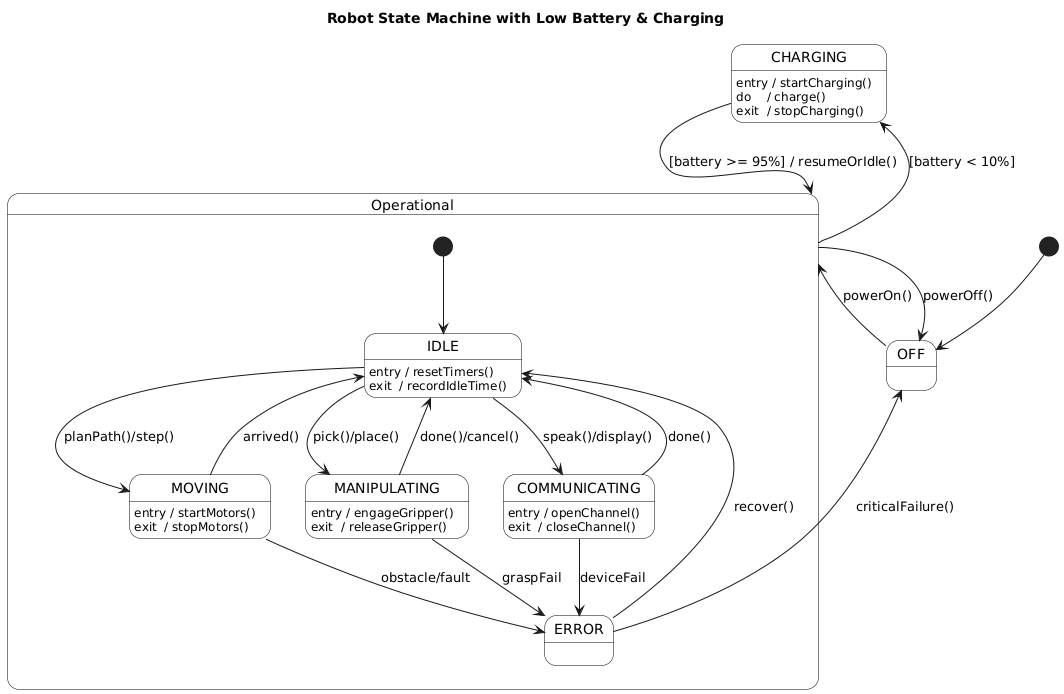 Robot State Machine with Low Battery & Charging
CHARGING
entry / startCharging()
do / charge()
exit / stopCharging()
[battery >= 95%] / resumeOrIdle()
[battery < 10%]
Operational
powerOn()
powerOff()
IDLE
entry / resetTimers()
exit / recordIdleTime()
OFF
planPath()/step()
arrived()
pick()/place()
done()/cancel()
speak()/display()
done()
MOVING
entry / startMotors()
exit / stopMotors()
MANIPULATING
entry / engageGripper()
exit / releaseGripper()
COMMUNICATING
entry / openChannel()
exit / closeChannel()
recover()
criticalFailure()
obstacle/fault
graspFail
deviceFail
ERROR